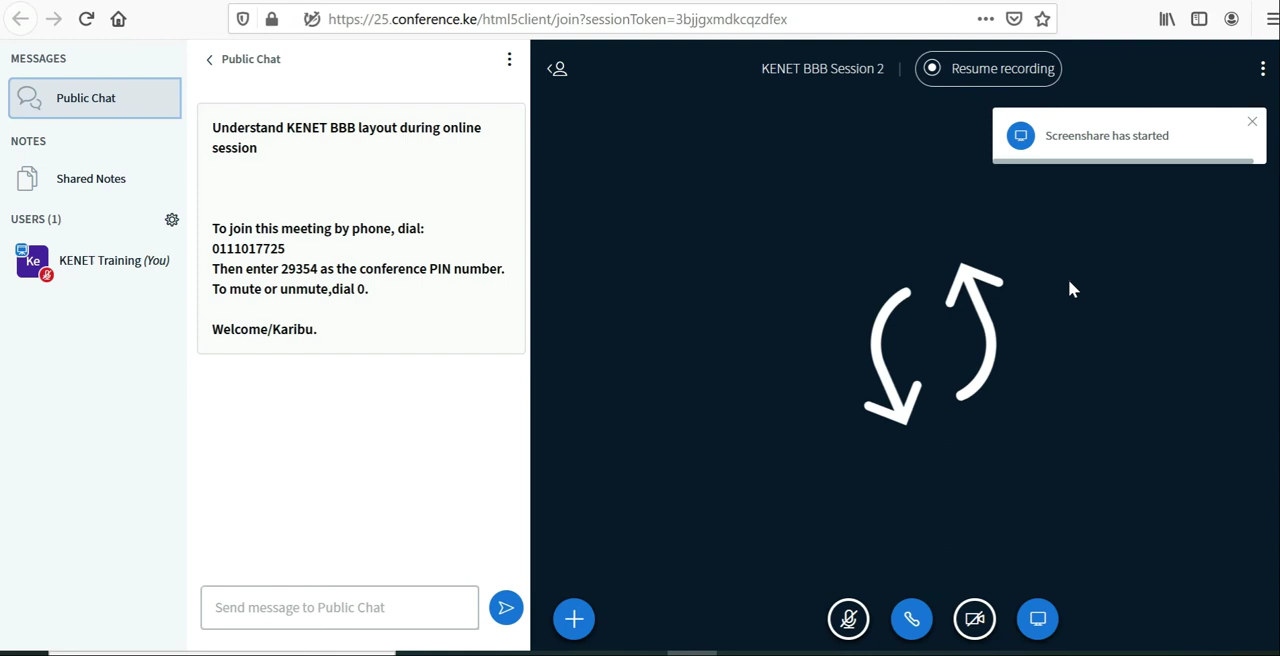 https://25.conference.ke/html5client/join?sessionToken=3bjjgxmdkcqzdfex
MESSAGES
Public Chat
NOTES
Shared Notes
USERS (1)
Ke
KENET Training (You)
Public Chat
Understand KENET BBB layout during online
session
To join this meeting by phone, dial:
0111017725
Then enter 29354 as the conference PIN number.
To mute or unmute,dial 0.
Welcome/Karibu.
Send message to Public Chat
KENET BBB Session 2
Resume recording
Screenshare has started